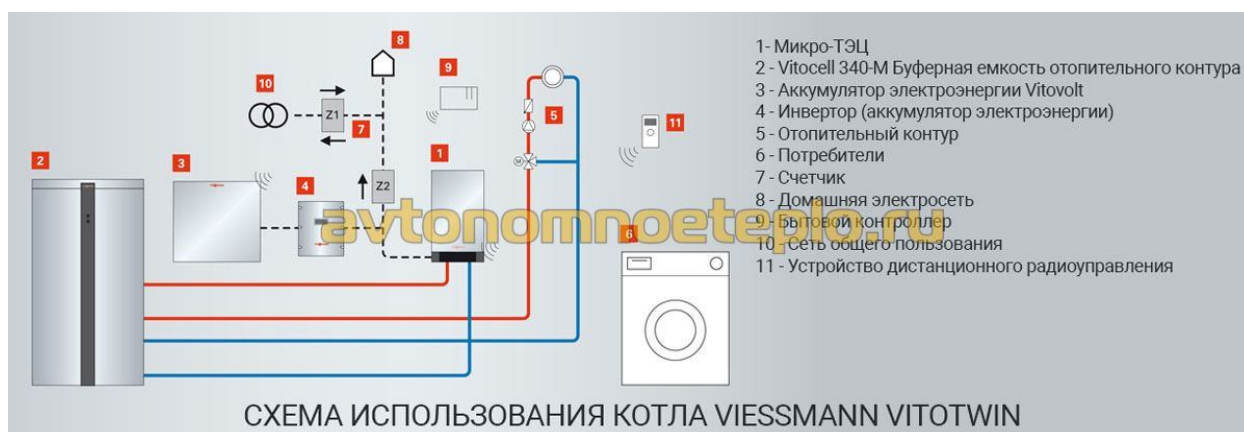 8
10
9
Z1
7
5
11
2
3
4
1
Z2
M
6
1- Микро-ТЭЦ
2 - Vitocell 340-M Буферная емкость отопительного контура
3 - Аккумулятор электроэнергии Vitovolt
4 - Инвертор (аккумулятор электроэнергии)
5 - Отопительный контур
6 - Потребители
7 - Счетчик
8 - Домашняя электросеть
9 - Бытовой контроллер
10 - Сеть общего пользования
11 - Устройство дистанционного радиоуправления
avtonomnoeteplo.ru
СХЕМА ИСПОЛЬЗОВАНИЯ КОТЛА VIESSMANN VITOTWIN